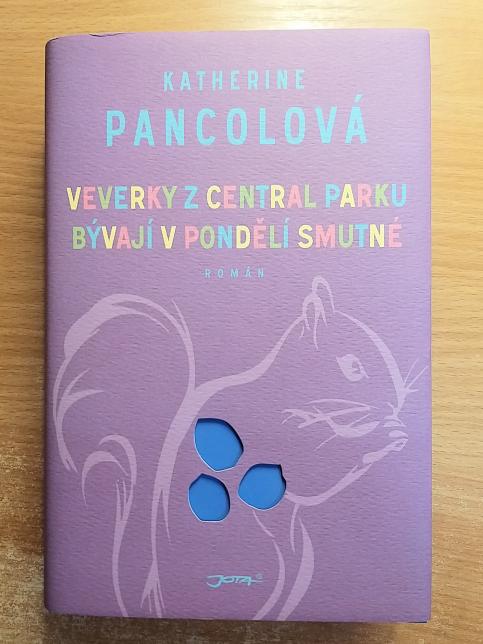 KATHERINE
PANCOLOVÁ
VEVERKY Z CENTRAL PARKU
BÝVAJÍ V PONDĚLÍ SMUTNÉ
ROMÁN
JOTA